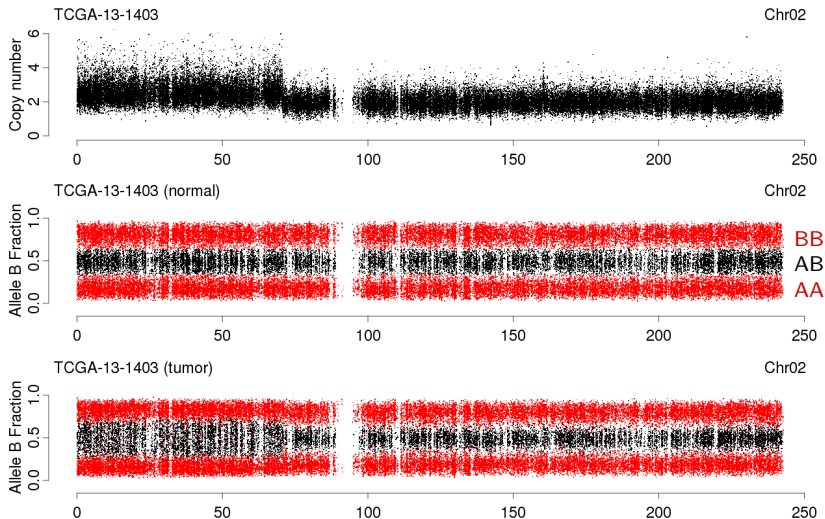 TCGA-13-1403 Chr02
Copy number
6
4
2
0
0 50 100 150 200 250
TCGA-13-1403 (normal) Chr02
Allele B Fraction
1.0
0.5
0.0
BB
AB
AA
0 50 100 150 200 250
TCGA-13-1403 (tumor) Chr02
Allele B Fraction
1.0
0.5
0.0
0 50 100 150 200 250